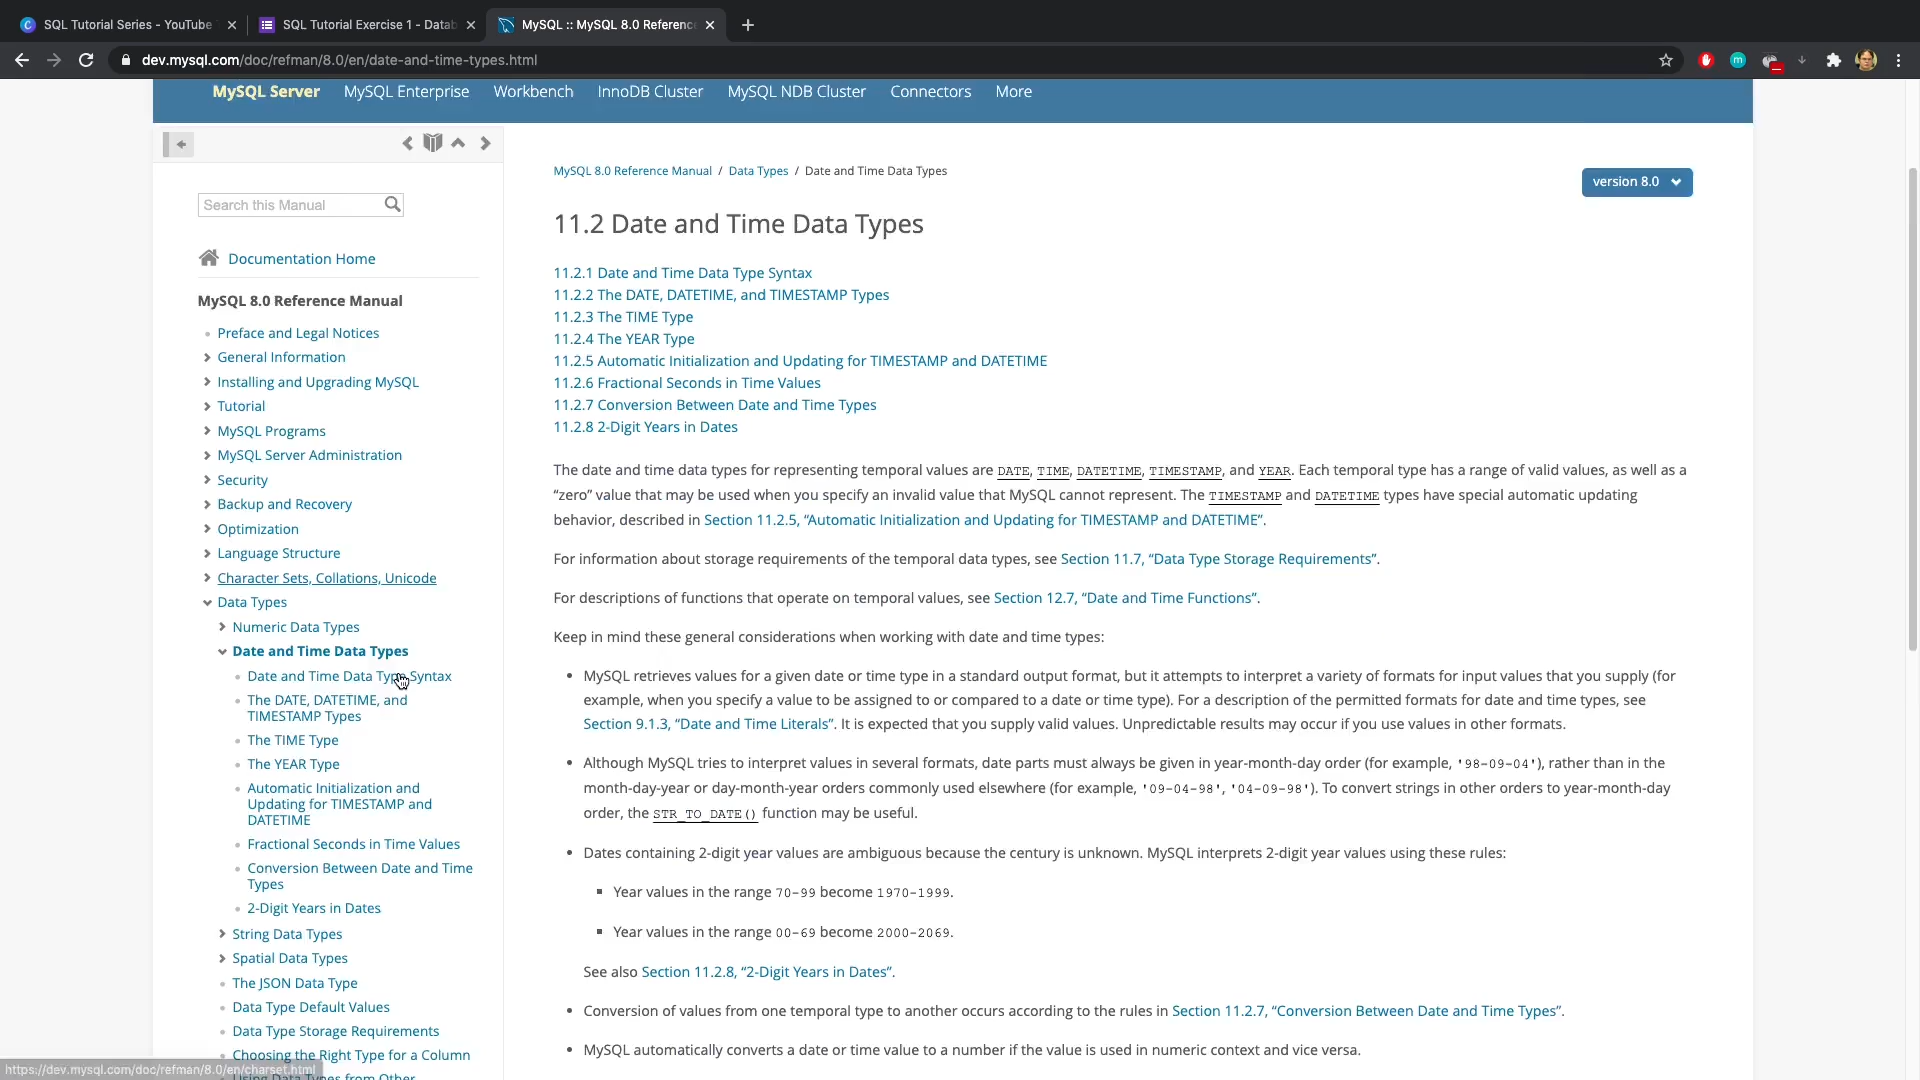 SQL Tutorial Series - YouTube
SQL Tutorial Exercise 1 - Datab
MySQL :: MySQL 8.0 Referenc
dev.mysql.com/doc/refman/8.0/en/date-and-time-types.html
MySQL Server
MySQL Enterprise
Workbench
InnoDB Cluster
MySQL NDB Cluster
Connectors
More
Search this Manual
Documentation Home
MySQL 8.0 Reference Manual
Preface and Legal Notices
General Information
Installing and Upgrading MySQL
Tutorial
MySQL Programs
MySQL Server Administration
Security
Backup and Recovery
Optimization
Language Structure
Character Sets, Collations, Unicode
Data Types
Numeric Data Types
Date and Time Data Types
Date and Time Data Type Syntax
The DATE, DATETIME, and
TIMESTAMP Types
The TIME Type
The YEAR Type
Automatic Initialization and
Updating for TIMESTAMP and
DATETIME
Fractional Seconds in Time Values
Conversion Between Date and Time
Types
2-Digit Years in Dates
String Data Types
Spatial Data Types
The JSON Data Type
Data Type Default Values
Data Type Storage Requirements
Choosing the Right Type for a Column
Using Data Types from Other
https://dev.mysql.com/doc/refman/8.0/en/charset.html
MySQL 8.0 Reference Manual / Data Types / Date and Time Data Types
version 8.0
11.2 Date and Time Data Types
11.2.1 Date and Time Data Type Syntax
11.2.2 The DATE, DATETIME, and TIMESTAMP Types
11.2.3 The TIME Type
11.2.4 The YEAR Type
11.2.5 Automatic Initialization and Updating for TIMESTAMP and DATETIME
11.2.6 Fractional Seconds in Time Values
11.2.7 Conversion Between Date and Time Types
11.2.8 2-Digit Years in Dates
The date and time data types for representing temporal values are DATE, TIME, DATETIME, TIMESTAMP, and YEAR. Each temporal type has a range of valid values, as well as a
“zero” value that may be used when you specify an invalid value that MySQL cannot represent. The TIMESTAMP and DATETIME types have special automatic updating
behavior, described in Section 11.2.5, “Automatic Initialization and Updating for TIMESTAMP and DATETIME”.
For information about storage requirements of the temporal data types, see Section 11.7, “Data Type Storage Requirements”.
For descriptions of functions that operate on temporal values, see Section 12.7, “Date and Time Functions”.
Keep in mind these general considerations when working with date and time types:
• MySQL retrieves values for a given date or time type in a standard output format, but it attempts to interpret a variety of formats for input values that you supply (for
example, when you specify a value to be assigned to or compared to a date or time type). For a description of the permitted formats for date and time types, see
Section 9.1.3, “Date and Time Literals”. It is expected that you supply valid values. Unpredictable results may occur if you use values in other formats.
• Although MySQL tries to interpret values in several formats, date parts must always be given in year-month-day order (for example, '98-09-04'), rather than in the
month-day-year or day-month-year orders commonly used elsewhere (for example, '09-04-98', '04-09-98'). To convert strings in other orders to year-month-day
order, the STR_TO_DATE() function may be useful.
• Dates containing 2-digit year values are ambiguous because the century is unknown. MySQL interprets 2-digit year values using these rules:
▪ Year values in the range 70-99 become 1970-1999.
▪ Year values in the range 00-69 become 2000-2069.
See also Section 11.2.8, “2-Digit Years in Dates”.
• Conversion of values from one temporal type to another occurs according to the rules in Section 11.2.7, “Conversion Between Date and Time Types”.
• MySQL automatically converts a date or time value to a number if the value is used in numeric context and vice versa.